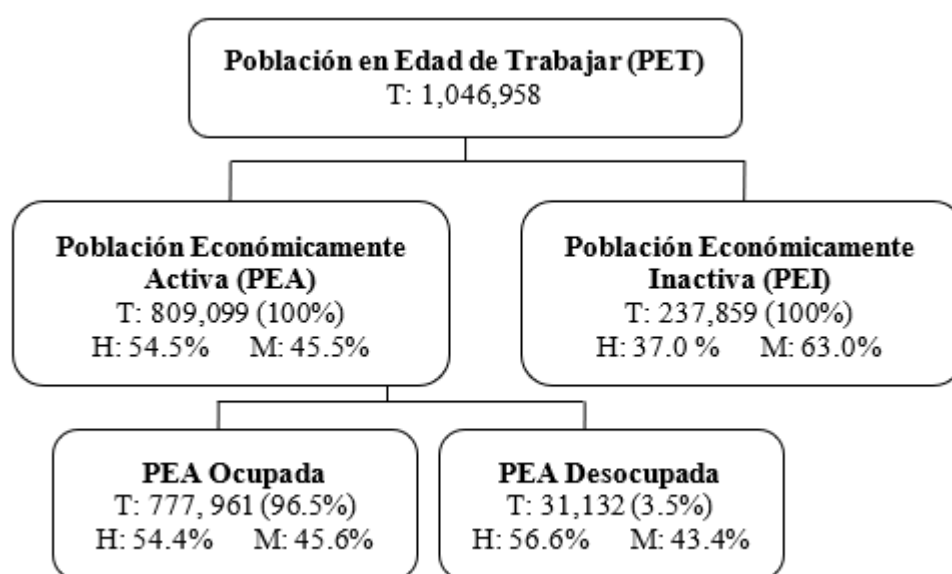 Población en Edad de Trabajar (PET)
T: 1,046,958
Población Económicamente
Activa (PEA)
T: 809,099 (100%)
H: 54.5% M: 45.5%
Población Económicamente
Inactiva (PEI)
T: 237,859 (100%)
H: 37.0 % M: 63.0%
PEA Ocupada
T: 777, 961 (96.5%)
H: 54.4% M: 45.6%
PEA Desocupada
T: 31,132 (3.5%)
H: 56.6% M: 43.4%